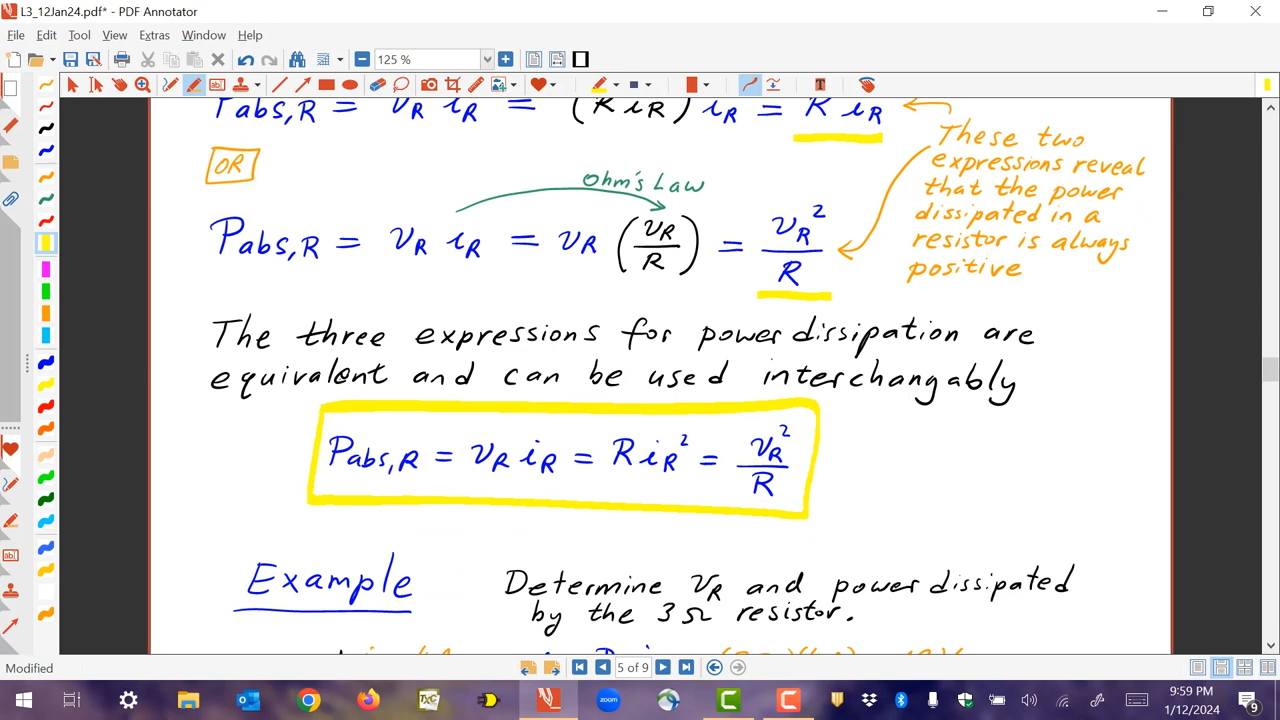 L3_12Jan24.pdf* - PDF Annotator
File Edit Tool View Extras Window Help
125 %
Pabs,R = vR iR = (R iR) iR = R iR
These two
expressions reveal
that the power
dissipated in a
resistor is always
positive
OR
Ohm's Law
Pabs,R = vR iR = vR (vR/R) = vR²/R
The three expressions for power dissipation are
equivalent and can be used interchangably
Pabs,R = vR iR = R iR² = vR²/R
Example
Determine vR and power dissipated
by the 3 Ω resistor.
Modified
5 of 9
zoom
9:59 PM
1/12/2024
9